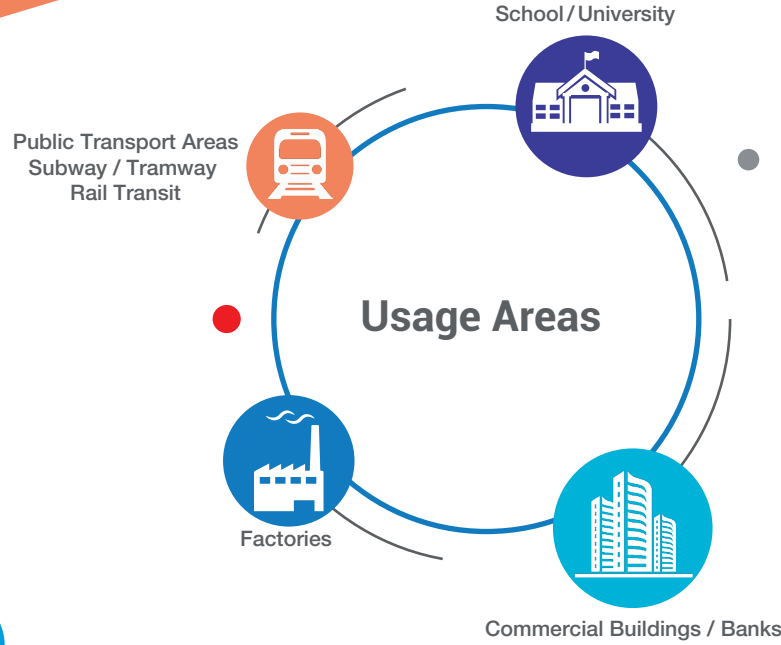 School/University
Public Transport Areas
Subway / Tramway
Rail Transit
Usage Areas
Factories
Commercial Buildings / Banks